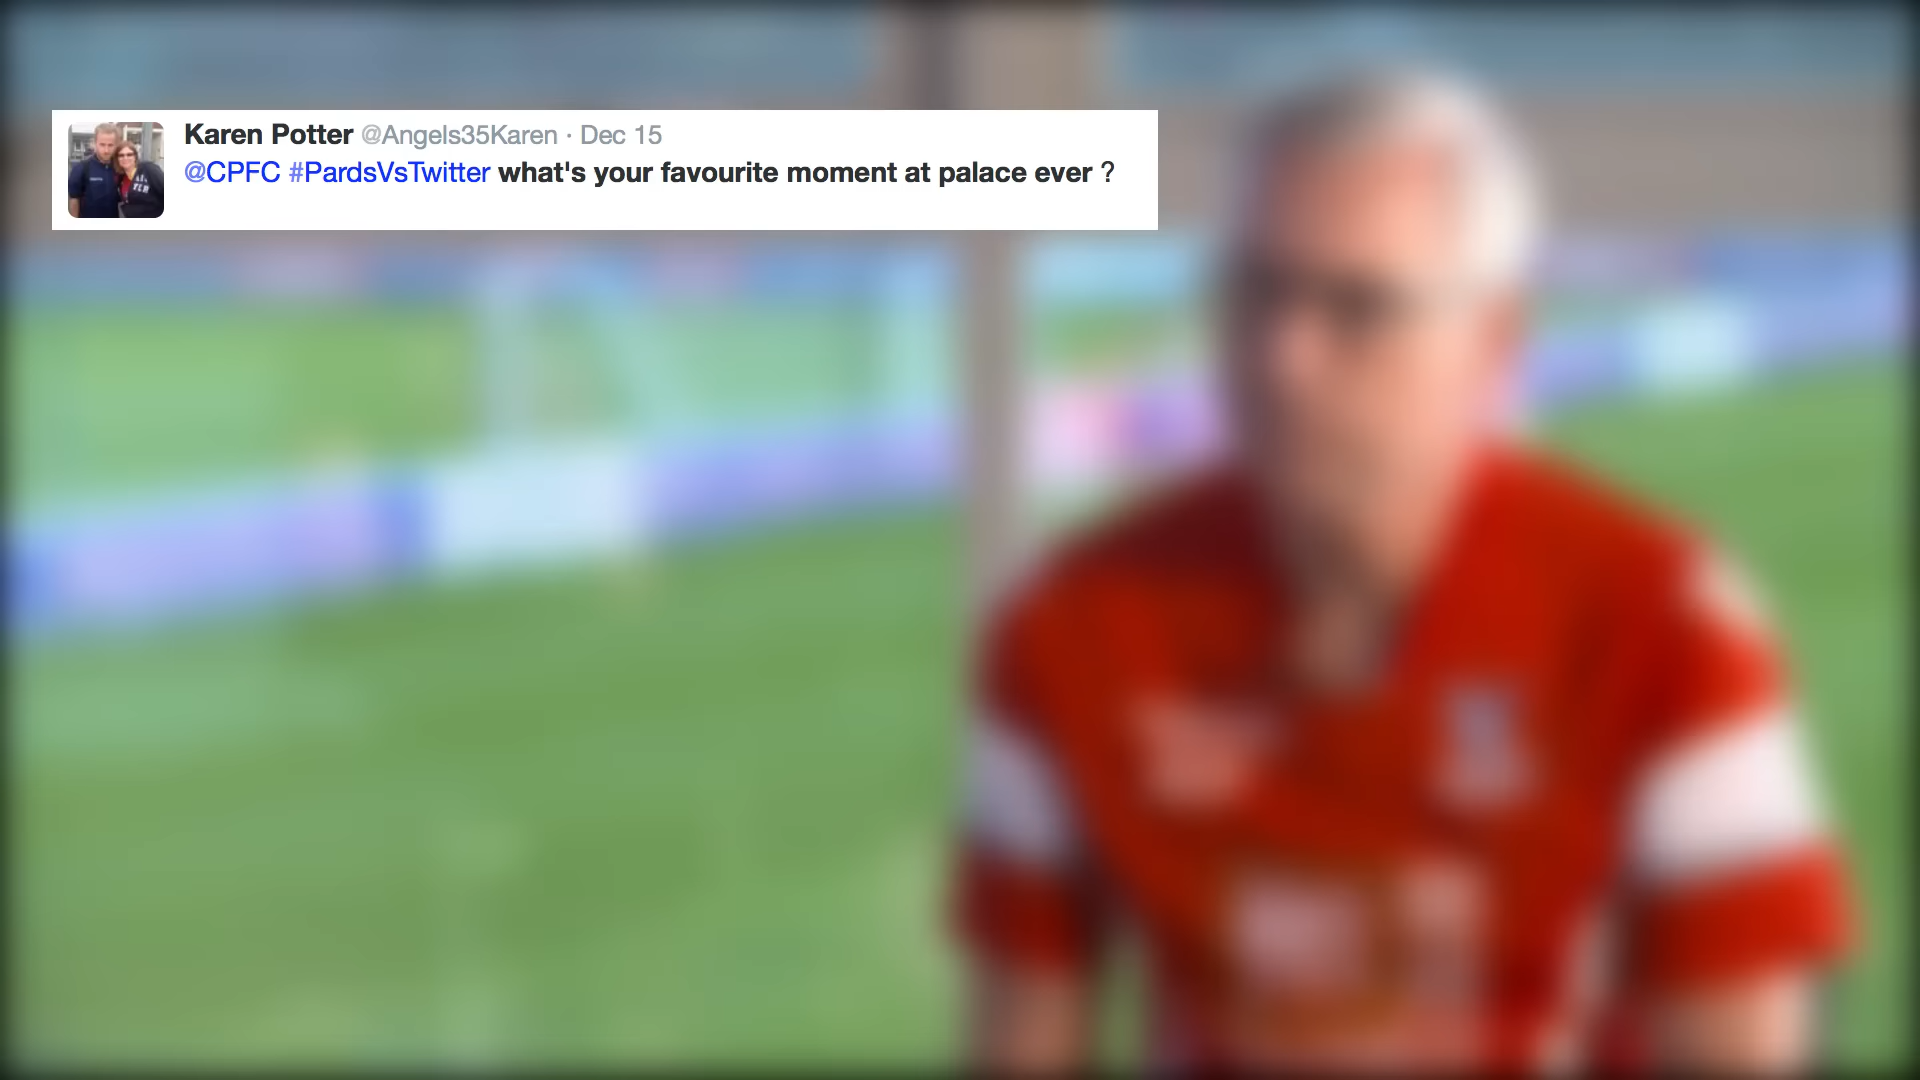 Karen Potter @Angels35Karen · Dec 15
@CPFC #PardsVsTwitter what's your favourite moment at palace ever ?